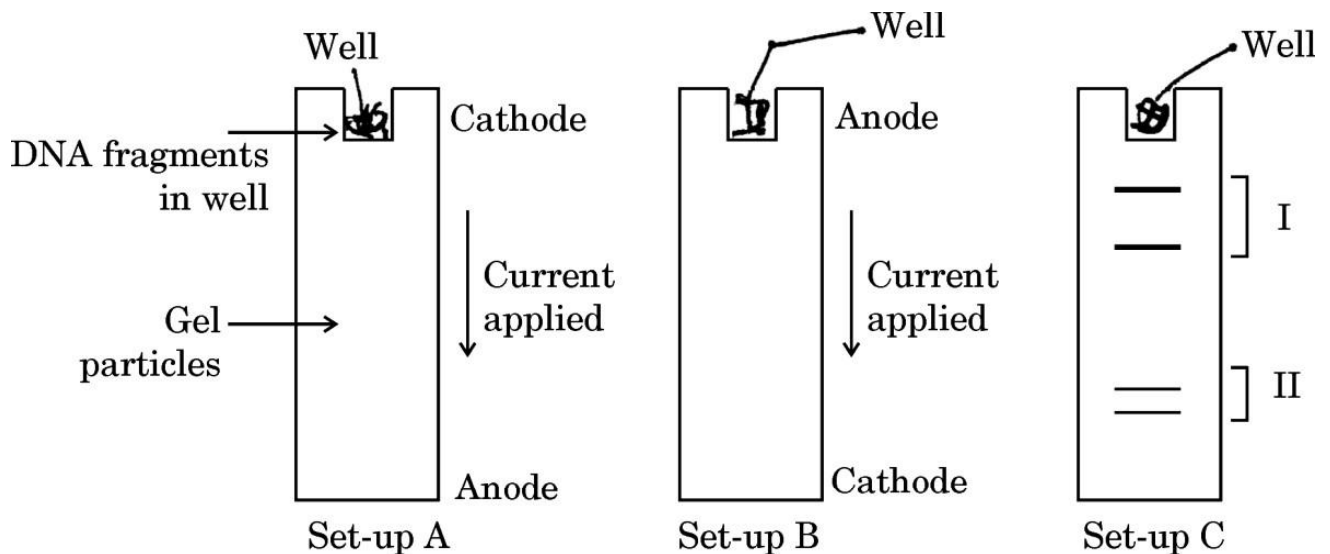 Well
DNA fragments
in well
Gel
particles
Cathode
Current
applied
Anode
Set-up A
Well
Anode
Current
applied
Cathode
Set-up B
Well
I
II
Set-up C